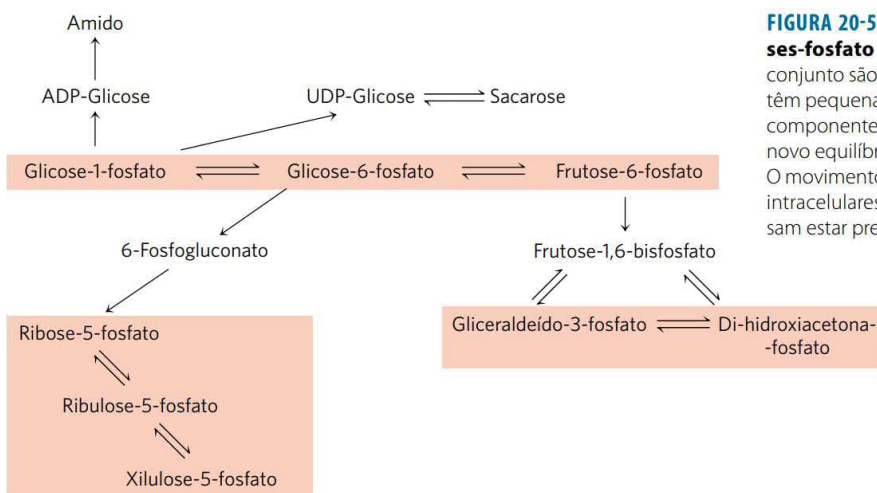 Amido
ADP-Glicose
UDP-Glicose
Sacarose
Glicose-1-fosfato
Glicose-6-fosfato
Frutose-6-fosfato
6-Fosfogluconato
Frutose-1,6-bisfosfato
Gliceraldeído-3-fosfato
Di-hidroxiacetona-
-fosfato
Ribose-5-fosfato
Ribulose-5-fosfato
Xilulose-5-fosfato
FIGURA 20-5
ses-fosfato
conjunto são
têm pequena
componente
novo equilíbr
O movimento
intracelulares
sam estar pre